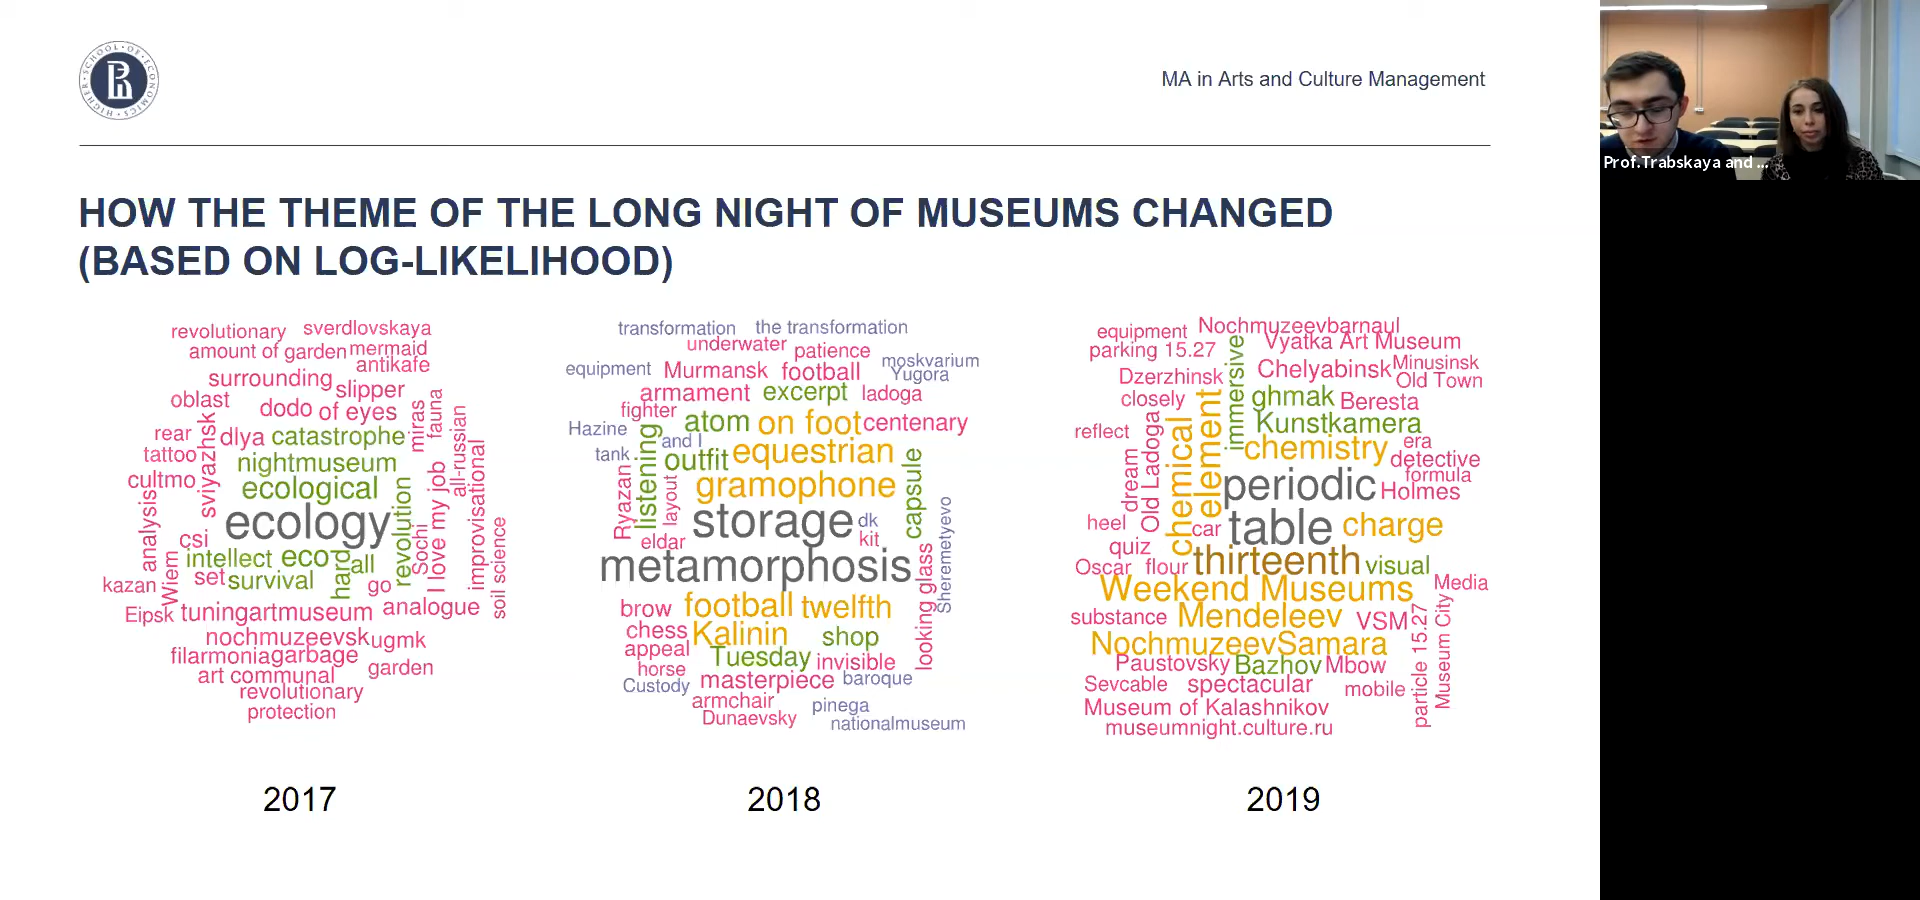 HIGHER · SCHOOL · OF · ECONOMICS
MA in Arts and Culture Management
Prof.Trabskaya and ...
HOW THE THEME OF THE LONG NIGHT OF MUSEUMS CHANGED
(BASED ON LOG-LIKELIHOOD)
revolutionary
sverdlovskaya
amount of
garden
mermaid
antikafe
surrounding
slipper
oblast
dodo
of eyes
miras
fauna
sviyazhsk
rear
dlya
catastrophe
all-russian
tattoo
nightmuseum
cultmo
ecological
ecology
revolution
I love my job
improvisational
analysis
csi
Sochi
soil science
intellect
eco
hard
all
kazan
Wiem
set
survival
go
Eipsk
tuningartmuseum
analogue
nochmuzeevsk
ugmk
filarmonia
garbage
garden
art communal
revolutionary
protection
2017
transformation
the transformation
underwater
patience
equipment
Murmansk
football
moskvarium
Yugora
armament
excerpt
ladoga
fighter
atom
on foot
centenary
Hazine
listening
and I
tank
outfit
equestrian
capsule
Ryazan
layout
gramophone
storage
dk
kit
eldar
Sheremetyevo
metamorphosis
looking glass
brow
football
twelfth
chess
Kalinin
shop
appeal
horse
Tuesday
invisible
Custody
masterpiece
baroque
armchair
pinega
Dunaevsky
nationalmuseum
2018
equipment
Nochmuzeevbarnaul
parking 15.27
immersive
Vyatka Art Museum
Dzerzhinsk
Chelyabinsk
Minusinsk
Old Town
closely
element
ghmak
Beresta
reflect
chemical
Kunstkamera
chemistry
era
detective
dream
Old Ladoga
periodic
formula
Holmes
heel
car
table
charge
quiz
Oscar
flour
thirteenth
visual
Weekend Museums
Media
substance
Mendeleev
VSM
NochmuzeevSamara
particle 15.27
Museum City
Paustovsky
Bazhov
Mbow
Sevcable
spectacular
mobile
Museum of Kalashnikov
museumnight.culture.ru
2019